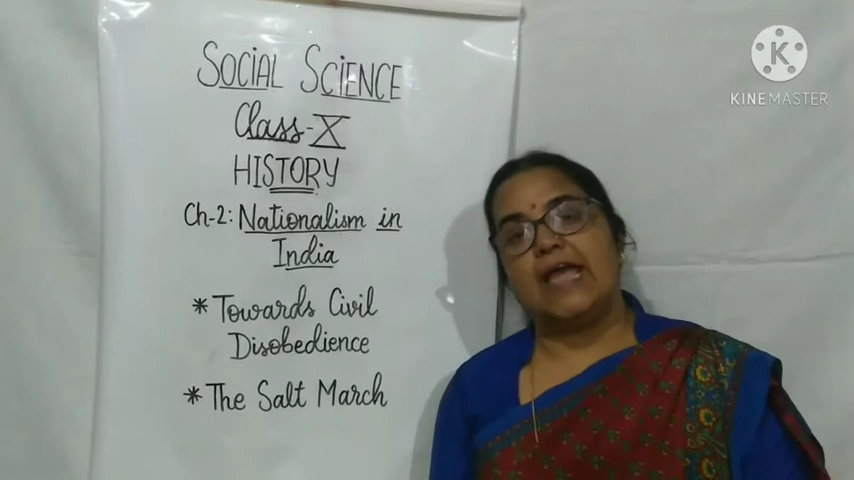 SOCIAL SCIENCE
Class-X
HISTORY
Ch-2: Nationalism in
India
* Towards Civil
Disobedience
* The Salt March
K
KINEMASTER